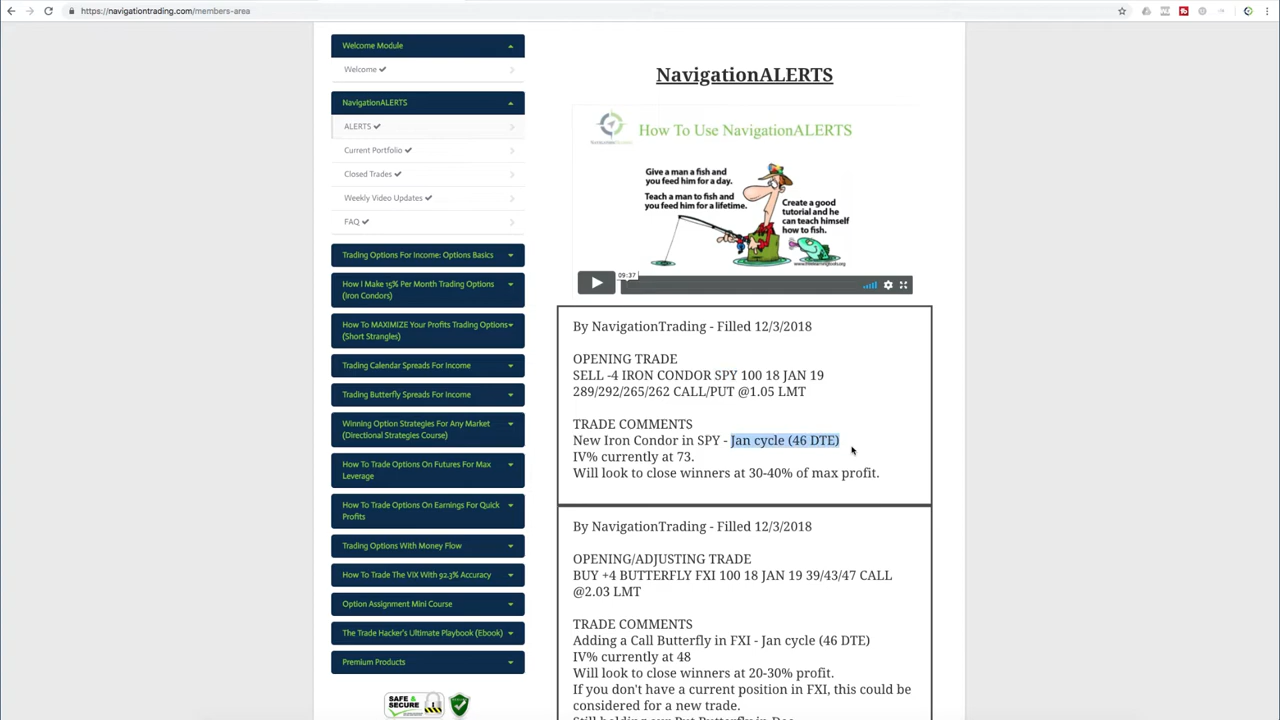 https://navigationtrading.com/members-area
Welcome Module
Welcome
NavigationALERTS
ALERTS
Current Portfolio
Closed Trades
Weekly Video Updates
FAQ
Trading Options For Income: Options Basics
How I Make 15% Per Month Trading Options
(Iron Condors)
How To MAXIMIZE Your Profits Trading Options
(Short Strangles)
Trading Calendar Spreads For Income
Trading Butterfly Spreads For Income
Winning Option Strategies For Any Market
(Directional Strategies Course)
How To Trade Options On Futures For Max
Leverage
How To Trade Options On Earnings For Quick
Profits
Trading Options With Money Flow
How To Trade The VIX With 92.3% Accuracy
Option Assignment Mini Course
The Trade Hacker's Ultimate Playbook (Ebook)
Premium Products
SAFE &
SECURE
NavigationALERTS
How To Use NavigationALERTS
Give a man a fish and
you feed him for a day.
Teach a man to fish and
you feed him for a lifetime.
Create a good
tutorial and he
can teach himself
how to fish.
09:37
By NavigationTrading - Filled 12/3/2018
OPENING TRADE
SELL -4 IRON CONDOR SPY 100 18 JAN 19
289/292/265/262 CALL/PUT @1.05 LMT
TRADE COMMENTS
New Iron Condor in SPY - Jan cycle (46 DTE)
IV% currently at 73.
Will look to close winners at 30-40% of max profit.
By NavigationTrading - Filled 12/3/2018
OPENING/ADJUSTING TRADE
BUY +4 BUTTERFLY FXI 100 18 JAN 19 39/43/47 CALL
@2.03 LMT
TRADE COMMENTS
Adding a Call Butterfly in FXI - Jan cycle (46 DTE)
IV% currently at 48
Will look to close winners at 20-30% profit.
If you don't have a current position in FXI, this could be
considered for a new trade.
Still holding our Put Butterfly in Dec